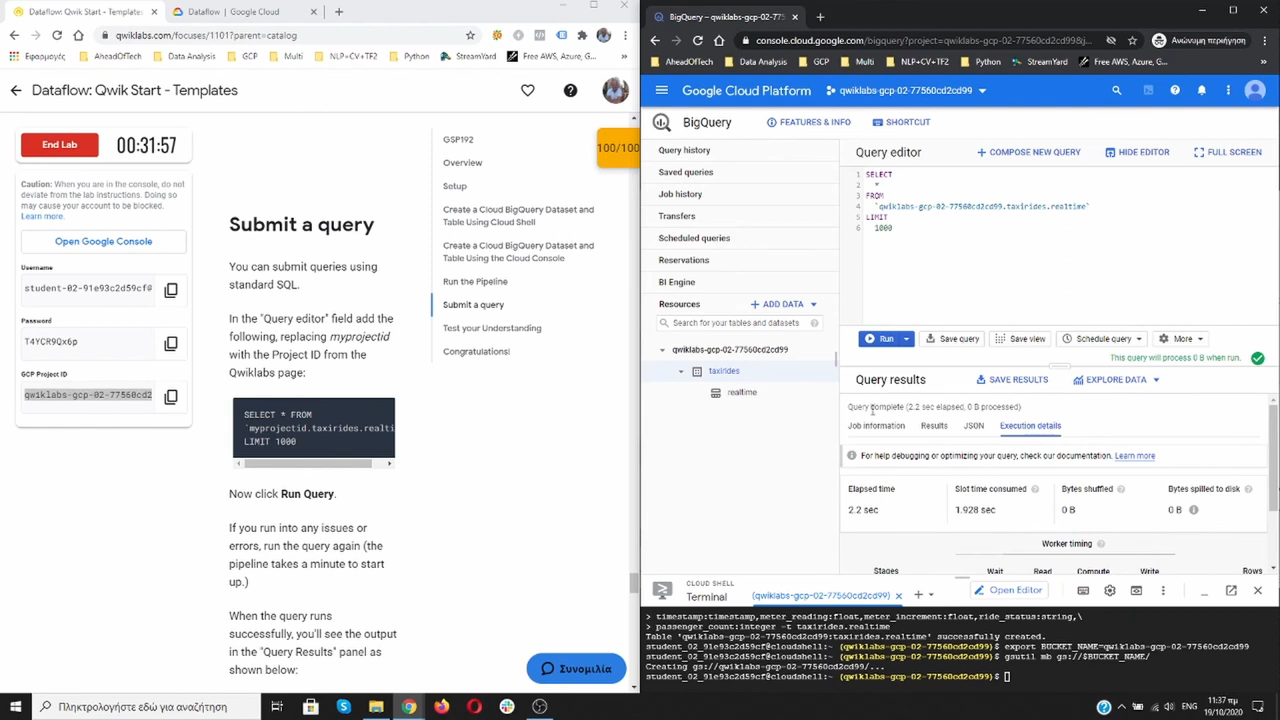 Dataflow: Qwik Start - Templates
Dataflow | Google Cloud
qwiklabs.com/focuses/1101?parent=catalog
Εφαρμογές
AheadOfTech
Data Analysis
GCP
Multi
NLP+CV+TF2
Python
StreamYard
Free AWS, Azure, G...
Dataflow: Qwik Start - Templates
End Lab
00:31:57
Caution: When you are in the console, do not
deviate from the lab instructions. Doing so
may cause your account to be blocked.
Learn more.
Open Google Console
Username
student-02-91e93c2d59cf@
Password
T4YCR9Qx6p
GCP Project ID
qwiklabs-gcp-02-77560cd2
Submit a query
You can submit queries using
standard SQL.
In the "Query editor" field add the
following, replacing myprojectid
with the Project ID from the
Qwiklabs page:
SELECT * FROM
`myprojectid.taxirides.realti
LIMIT 1000
Now click Run Query.
If you run into any issues or
errors, run the query again (the
pipeline takes a minute to start
up.)
When the query runs
successfully, you'll see the output
in the "Query Results" panel as
shown below:
GSP192
Overview
Setup
Create a Cloud BigQuery Dataset and
Table Using Cloud Shell
Create a Cloud BigQuery Dataset and
Table Using the Cloud Console
Run the Pipeline
Submit a query
Test your Understanding
Congratulations!
100/100
Συνομιλία
BigQuery – qwiklabs-gcp-02-775
console.cloud.google.com/bigquery?project=qwiklabs-gcp-02-77560cd2cd99&j...
Ανώνυμη περιήγηση
AheadOfTech
Data Analysis
GCP
Multi
NLP+CV+TF2
Python
StreamYard
Free AWS, Azure, G...
»
Google Cloud Platform
qwiklabs-gcp-02-77560cd2cd99
BigQuery
FEATURES & INFO
SHORTCUT
Query history
Saved queries
Job history
Transfers
Scheduled queries
Reservations
BI Engine
Resources
ADD DATA
Search for your tables and datasets
qwiklabs-gcp-02-77560cd2cd99
taxirides
realtime
Query editor
COMPOSE NEW QUERY
HIDE EDITOR
FULL SCREEN
1 SELECT
2 *
3 FROM
4 `qwiklabs-gcp-02-77560cd2cd99.taxirides.realtime`
5 LIMIT
6 1000
Run
Save query
Save view
Schedule query
More
This query will process 0 B when run.
Query results
SAVE RESULTS
EXPLORE DATA
Query complete (2.2 sec elapsed, 0 B processed)
Job information
Results
JSON
Execution details
For help debugging or optimizing your query, check our documentation. Learn more
Elapsed time
Slot time consumed
Bytes shuffled
Bytes spilled to disk
2.2 sec
1.928 sec
0 B
0 B
Worker timing
Stages
Wait
Read
Compute
Write
CLOUD SHELL
Terminal
(qwiklabs-gcp-02-77560cd2cd99)
Open Editor
> timestamp:timestamp,meter_reading:float,meter_increment:float,ride_status:string,\
> passenger_count:integer -t taxirides.realtime
Table 'qwiklabs-gcp-02-77560cd2cd99:taxirides.realtime' successfully created.
student_02_91e93c2d59cf@cloudshell:~ (qwiklabs-gcp-02-77560cd2cd99)$ export BUCKET_NAME=qwiklabs-gcp-02-77560cd2cd99
student_02_91e93c2d59cf@cloudshell:~ (qwiklabs-gcp-02-77560cd2cd99)$ gsutil mb gs://$BUCKET_NAME/
Creating gs://qwiklabs-gcp-02-77560cd2cd99/...
student_02_91e93c2d59cf@cloudshell:~ (qwiklabs-gcp-02-77560cd2cd99)$
Πληκτρολογήστε εδώ για αναζήτηση
11:37 πμ
19/10/2020